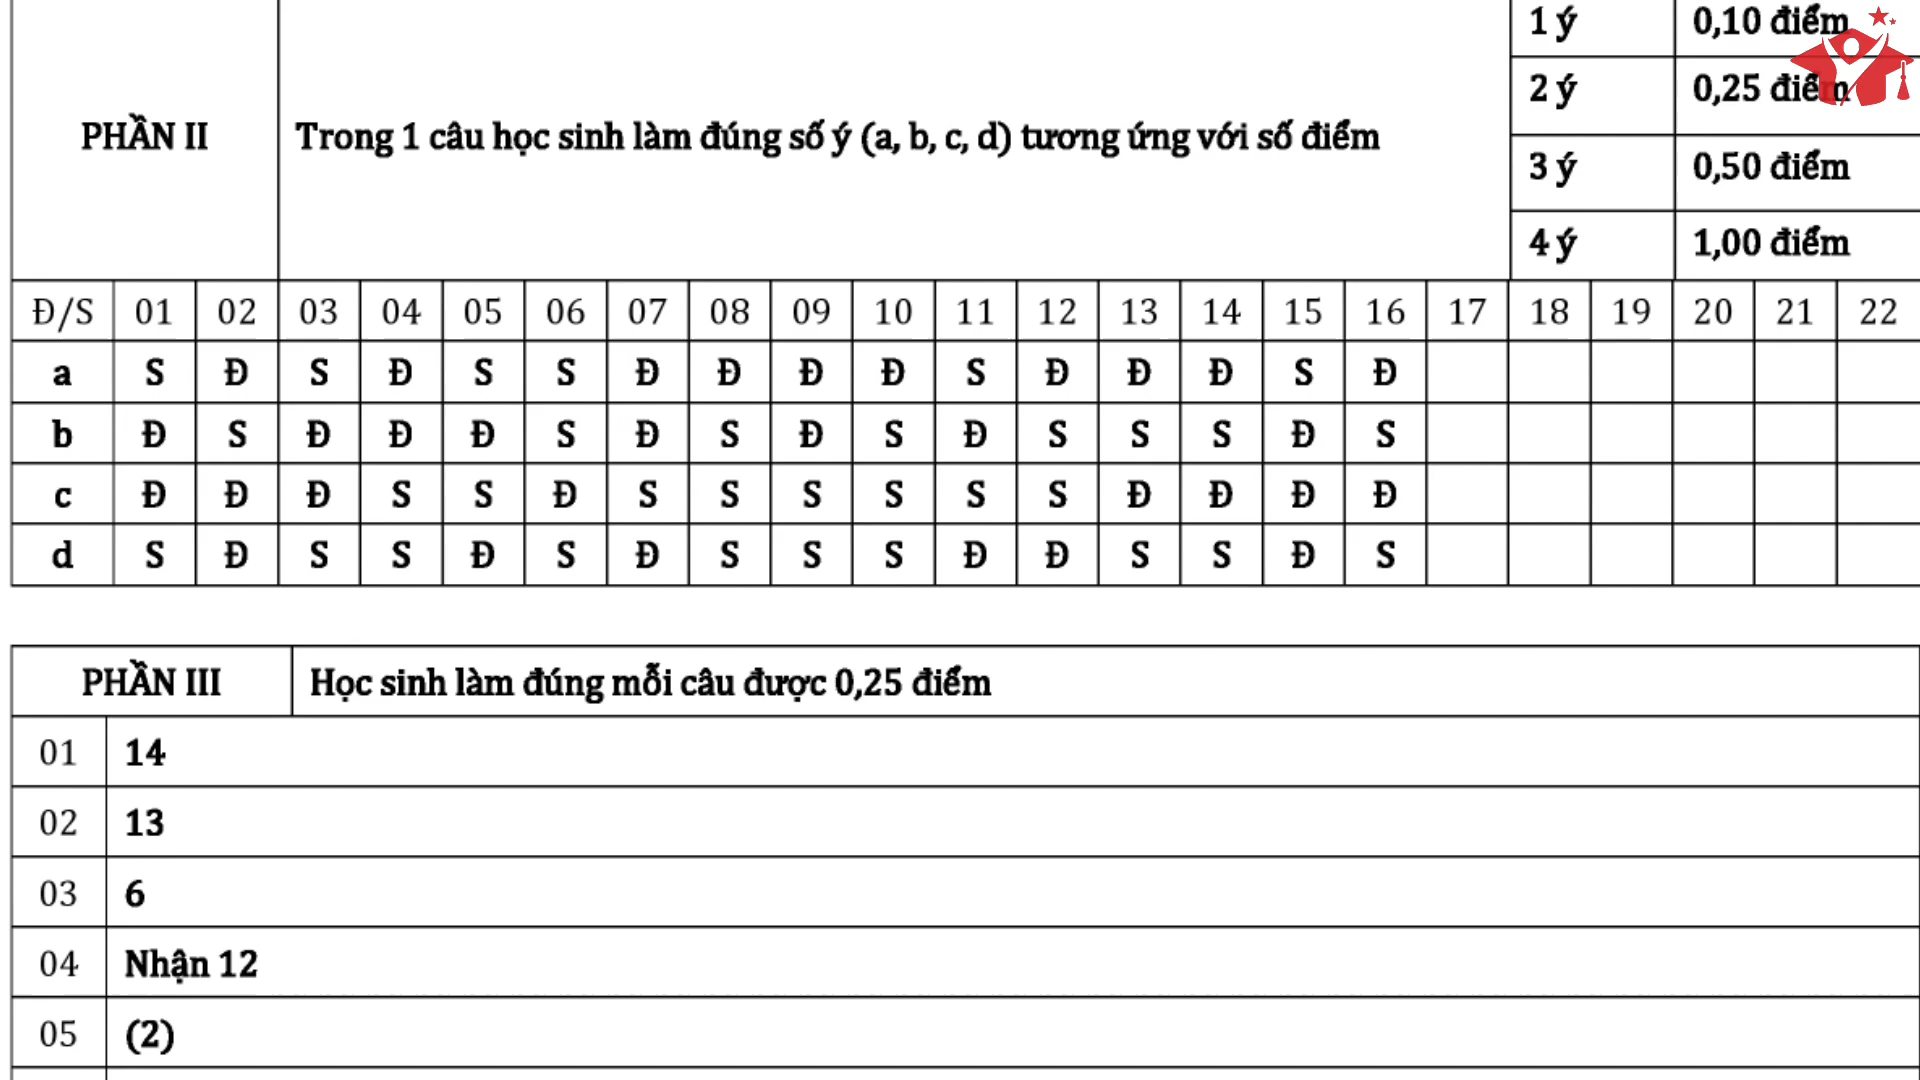 1 ý 0,10 điểm
2 ý 0,25 điểm
PHẦN II Trong 1 câu học sinh làm đúng số ý (a, b, c, d) tương ứng với số điểm
3 ý 0,50 điểm
4 ý 1,00 điểm
Đ/S 01 02 03 04 05 06 07 08 09 10 11 12 13 14 15 16 17 18 19 20 21 22
a S Đ S Đ S S Đ Đ Đ Đ S Đ Đ Đ S Đ
b Đ S Đ Đ Đ S Đ S Đ S Đ S S S Đ S
c Đ Đ Đ S S Đ S S S S S S Đ Đ Đ Đ
d S Đ S S Đ S Đ S S S Đ Đ S S Đ S
PHẦN III Học sinh làm đúng mỗi câu được 0,25 điểm
01 14
02 13
03 6
04 Nhận 12
05 (2)